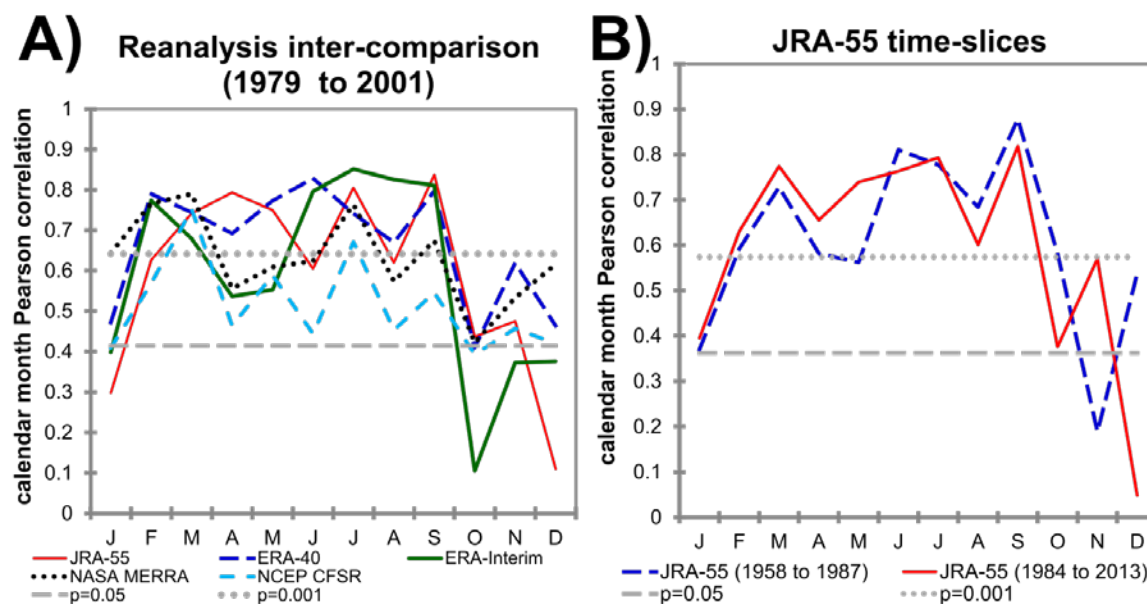 A) Reanalysis inter-comparison
(1979 to 2001)
calendar month Pearson correlation
1
0.9
0.8
0.7
0.6
0.5
0.4
0.3
0.2
0.1
0
J F M A M J J A S O N D
JRA-55 ERA-40 ERA-Interim
NASA MERRA NCEP CFSR
p=0.05 p=0.001
B) JRA-55 time-slices
calendar month Pearson correlation
1
0.9
0.8
0.7
0.6
0.5
0.4
0.3
0.2
0.1
0
J F M A M J J A S O N D
JRA-55 (1958 to 1987) JRA-55 (1984 to 2013)
p=0.05 p=0.001